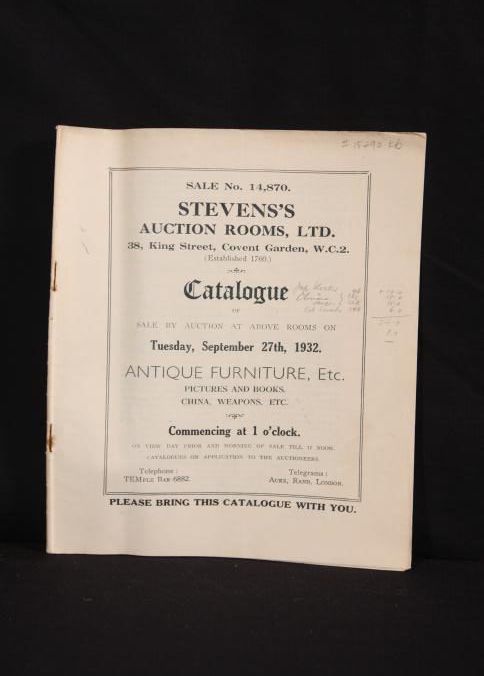 SALE No. 14,870.
STEVENS'S
AUCTION ROOMS, LTD.
38, King Street, Covent Garden, W.C.2.
(Established 1760.)
Catalogue
OF
SALE BY AUCTION AT ABOVE ROOMS ON
Tuesday, September 27th, 1932.
ANTIQUE FURNITURE, Etc.
PICTURES AND BOOKS.
CHINA, WEAPONS, ETC.
Commencing at 1 o'clock.
ON VIEW DAY PRIOR AND MORNING OF SALE TILL 12 NOON.
CATALOGUES ON APPLICATION TO THE AUCTIONEERS.
Telephone :
TEMple Bar 6882.
Telegrams :
Auks, Rand, London.
PLEASE BRING THIS CATALOGUE WITH YOU.